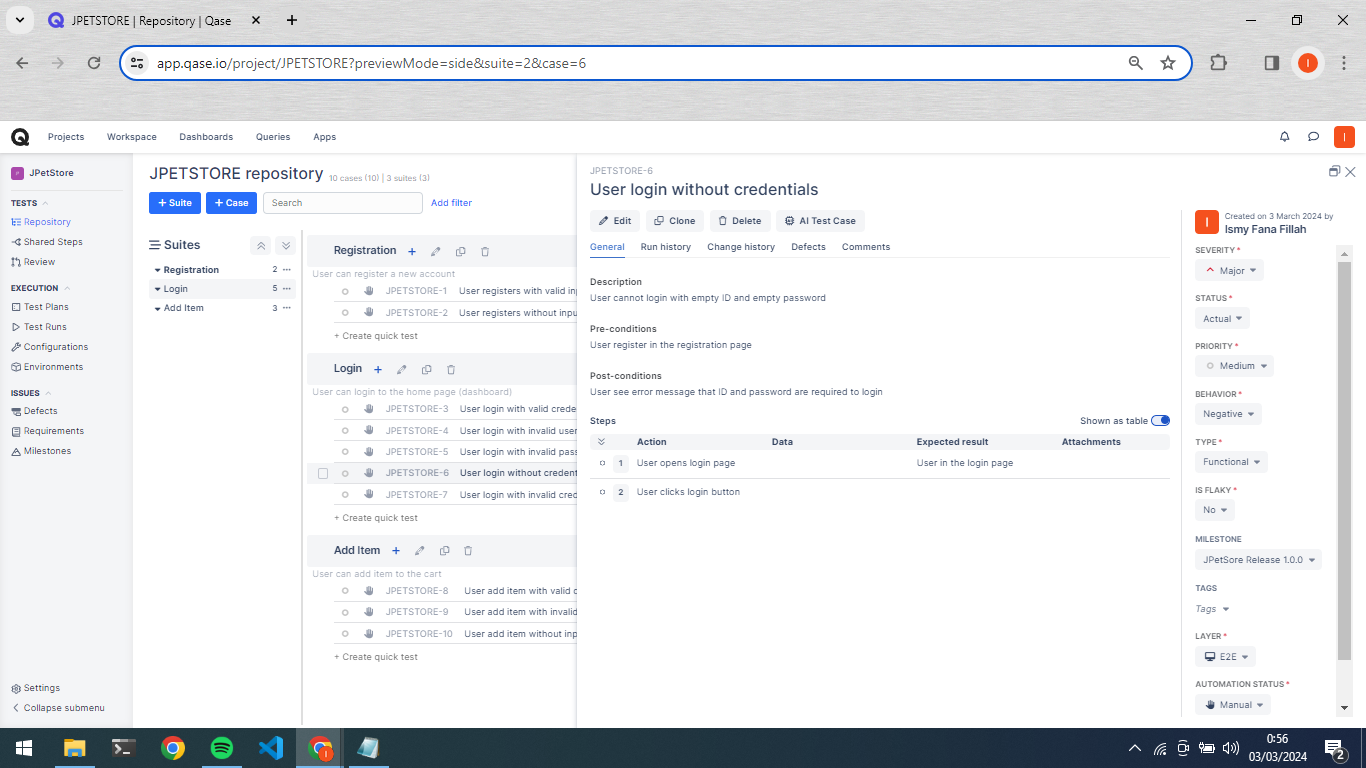 JPETSTORE | Repository | Qase
app.qase.io/project/JPETSTORE?previewMode=side&suite=2&case=6
I
Projects Workspace Dashboards Queries Apps
I
JPetStore
TESTS
Repository
Shared Steps
Review
EXECUTION
Test Plans
Test Runs
Configurations
Environments
ISSUES
Defects
Requirements
Milestones
Settings
Collapse submenu
JPETSTORE repository 10 cases (10) | 3 suites (3)
+ Suite + Case Search Add filter
Suites
Registration 2
Login 5
Add Item 3
Registration
User can register a new account
JPETSTORE-1 User registers with valid inp
JPETSTORE-2 User registers without input
+ Create quick test
Login
User can login to the home page (dashboard)
JPETSTORE-3 User login with valid crede
JPETSTORE-4 User login with invalid user
JPETSTORE-5 User login with invalid pass
JPETSTORE-6 User login without credent
JPETSTORE-7 User login with invalid cred
+ Create quick test
Add Item
User can add item to the cart
JPETSTORE-8 User add item with valid
JPETSTORE-9 User add item with invalid
JPETSTORE-10 User add item without inp
+ Create quick test
JPETSTORE-6
User login without credentials
Edit Clone Delete AI Test Case
General Run history Change history Defects Comments
Description
User cannot login with empty ID and empty password
Pre-conditions
User register in the registration page
Post-conditions
User see error message that ID and password are required to login
Steps Shown as table
Action Data Expected result Attachments
1 User opens login page User in the login page
2 User clicks login button
I
Created on 3 March 2024 by
Ismy Fana Fillah
SEVERITY *
Major
STATUS *
Actual
PRIORITY *
Medium
BEHAVIOR *
Negative
TYPE *
Functional
IS FLAKY *
No
MILESTONE
JPetSore Release 1.0.0
TAGS
Tags
LAYER *
E2E
AUTOMATION STATUS *
Manual
0:56
03/03/2024
2